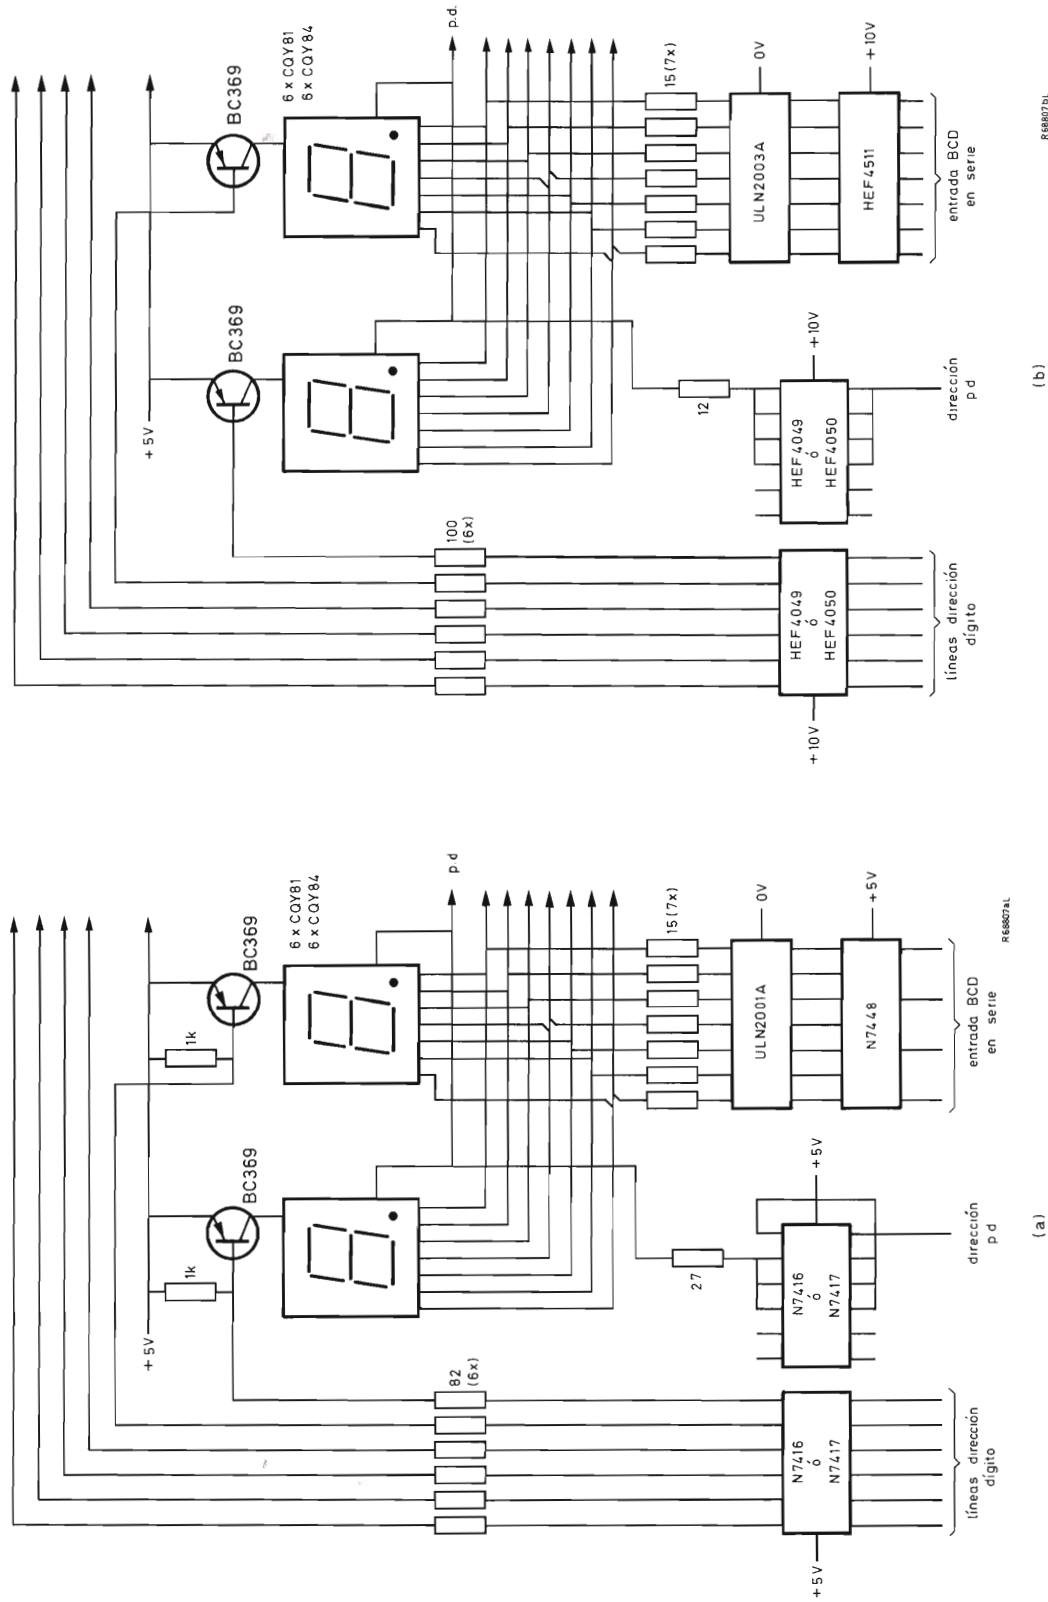 +5V
BC369
BC369
6 x CQY81
6 x CQY84
1k
1k
p.d
82
(6x)
15 (7x)
27
N7416
ó
N7417
+5V
N7416
ó
N7417
+5V
ULN2001A
0V
N7448
+5V
líneas dirección
dígito
dirección
p d
entrada BCD
en serie
R68807aL
(a)
+5V
BC369
BC369
6 x CQY81
6 x CQY84
p.d.
100
(6x)
15 (7x)
12
HEF4049
ó
HEF4050
+10V
HEF4049
ó
HEF4050
+10V
ULN2003A
0V
HEF4511
+10V
líneas dirección
dígito
dirección
p d
entrada BCD
en serie
R68807bL
(b)